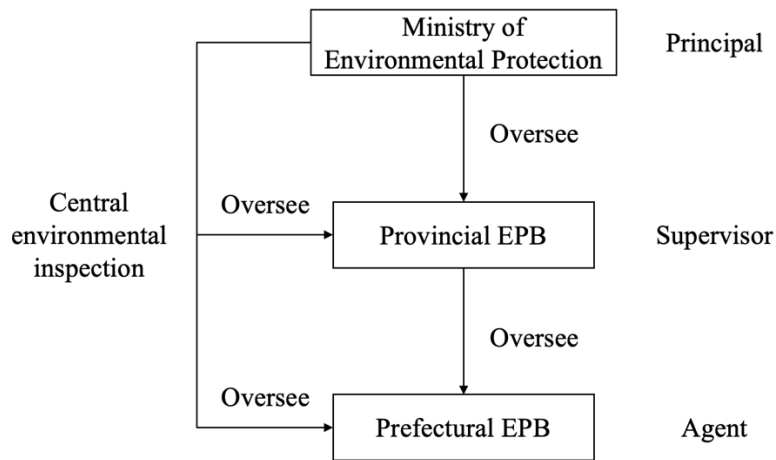 Ministry of
Environmental Protection
Principal
Oversee
Central
environmental
inspection
Oversee
Provincial EPB
Supervisor
Oversee
Oversee
Prefectural EPB
Agent